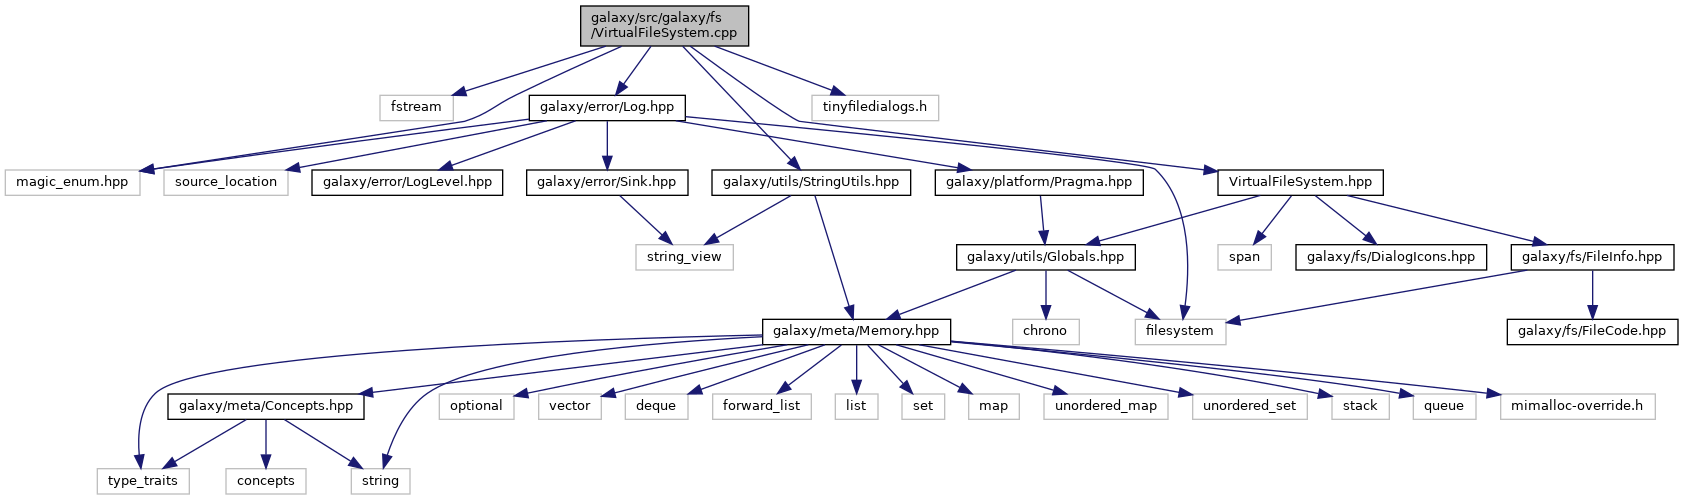 galaxy/src/galaxy/fs
/VirtualFileSystem.cpp
fstream
galaxy/error/Log.hpp
tinyfiledialogs.h
magic_enum.hpp
source_location
galaxy/error/LogLevel.hpp
galaxy/error/Sink.hpp
galaxy/utils/StringUtils.hpp
galaxy/platform/Pragma.hpp
VirtualFileSystem.hpp
string_view
galaxy/utils/Globals.hpp
span
galaxy/fs/DialogIcons.hpp
galaxy/fs/FileInfo.hpp
galaxy/meta/Memory.hpp
chrono
filesystem
galaxy/fs/FileCode.hpp
galaxy/meta/Concepts.hpp
optional
vector
deque
forward_list
list
set
map
unordered_map
unordered_set
stack
queue
mimalloc-override.h
type_traits
concepts
string